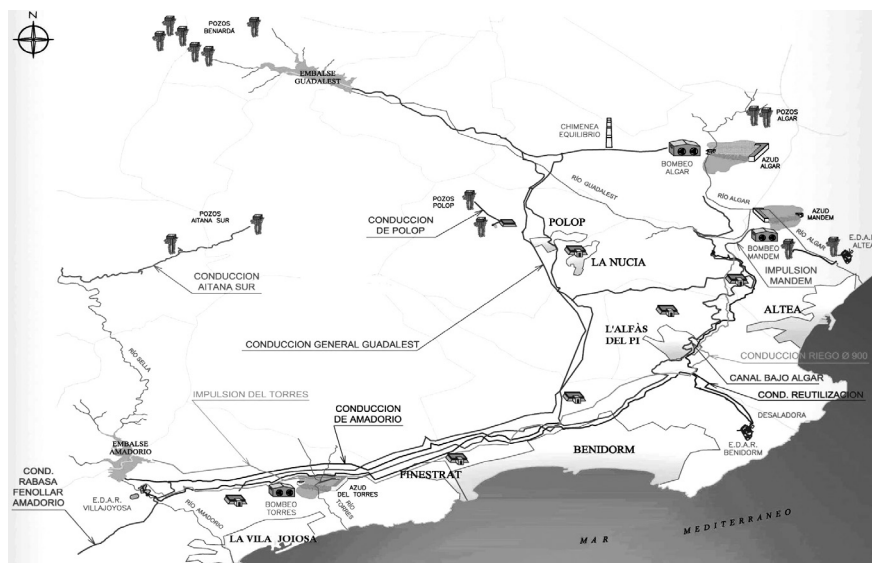 N
POZOS
BENIARDÁ
EMBALSE
GUADALEST
CHIMENEA
EQUILIBRIO
POZOS
ALGAR
BOMBEO
ALGAR
AZUD
ALGAR
RÍO GUADALEST
RÍO ALGAR
POZOS
POLOP
CONDUCCION
DE POLOP
POZOS
AITANA SUR
POLOP
AZUD
MANDEM
RÍO ALGAR
E.D.A.R
ALTEA
BOMBEO
MANDEM
LA NUCIA
IMPULSION
MANDEM
CONDUCCION
AITANA SUR
ALTEA
L'ALFÀS
DEL PI
CONDUCCION GENERAL GUADALEST
CONDUCCION RIEGO Ø 900
RÍO SELLA
CANAL BAJO ALGAR
IMPULSION DEL TORRES
COND. REUTILIZACIÓN
CONDUCCION
DE AMADORIO
DESALADORA
E.D.A.R.
BENIDORM
EMBALSE
AMADORIO
BENIDORM
COND.
RABASA
FENOLLAR
AMADORIO
FINESTRAT
E.D.A.R.
VILLAJOYOSA
AZUD
DEL TORRES
RÍO AMADORIO
BOMBEO
TORRES
RÍO
TORRES
LA VILA JOIOSA
MAR MEDITERRANEO